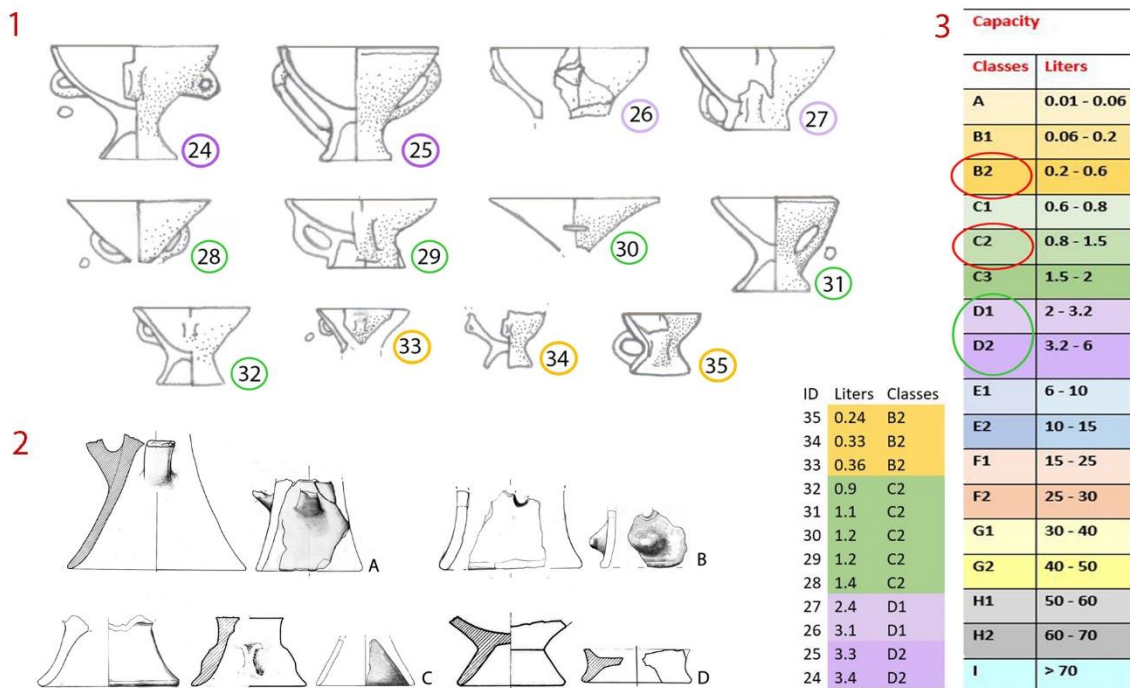 1
24
25
26
27
28
29
30
31
32
33
34
35
2
A
B
C
D
ID Liters Classes
35 0.24 B2
34 0.33 B2
33 0.36 B2
32 0.9 C2
31 1.1 C2
30 1.2 C2
29 1.2 C2
28 1.4 C2
27 2.4 D1
26 3.1 D1
25 3.3 D2
24 3.4 D2
3
Capacity
Classes Liters
A 0.01 - 0.06
B1 0.06 - 0.2
B2 0.2 - 0.6
C1 0.6 - 0.8
C2 0.8 - 1.5
C3 1.5 - 2
D1 2 - 3.2
D2 3.2 - 6
E1 6 - 10
E2 10 - 15
F1 15 - 25
F2 25 - 30
G1 30 - 40
G2 40 - 50
H1 50 - 60
H2 60 - 70
I > 70